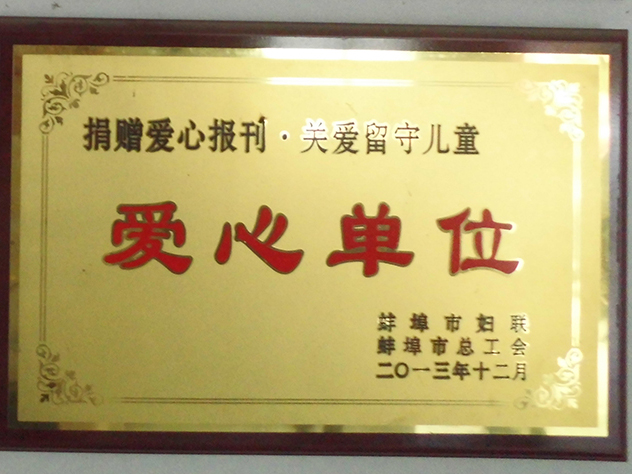 捐赠爱心报刊·关爱留守儿童
爱心单位
蚌埠市妇联
蚌埠市总工会
二〇一三年十二月